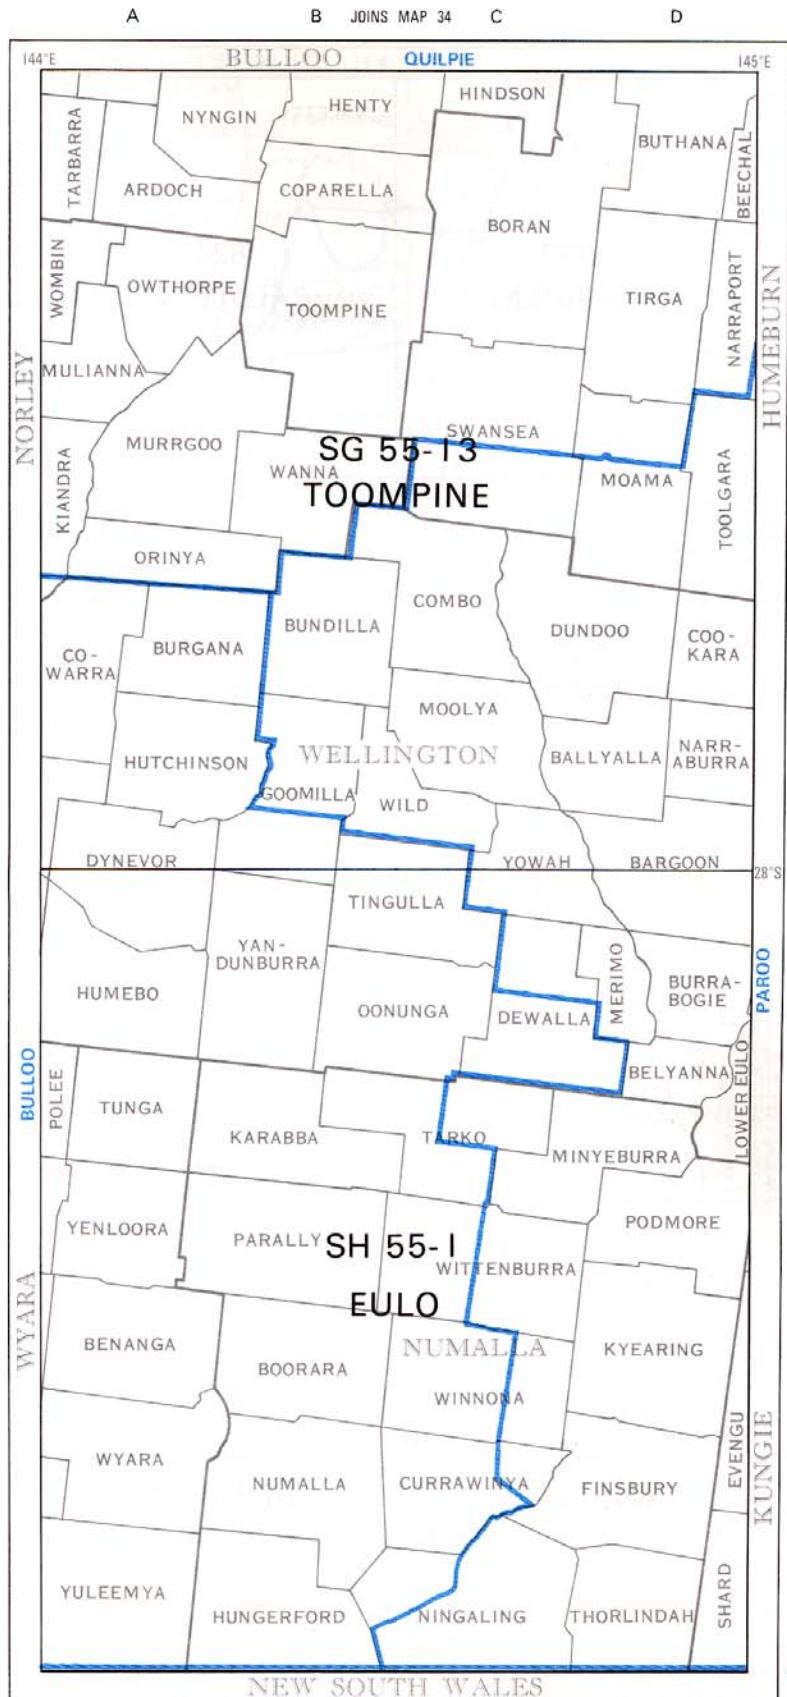 A B JOINS MAP 34 C D
144°E BULLOO QUILPIE 145°E
HINDSON
HENTY
NYNGIN
BUTHANA
TARBARRA
BEECHAL
ARDOCH
COPARELLA
BORAN
WOMBIN
OWTHORPE
TOOMPINE
TIRGA
NARRAPORT
HUMEBURN
MULIANNA
NORLEY
MURRGOO
SWANSEA
SG 55-13
TOOMPINE
WANNA
MOAMA
KIANDRA
TOOLGARA
ORINYA
COMBO
BUNDILLA
DUNDOO
COO-
KARA
CO-
WARRA
BURGANA
MOOLYA
WELLINGTON
HUTCHINSON
BALLYALLA
NARR-
ABURRA
GOOMILLA
WILD
DYNEVOR
YOWAH
BARGOON
28°S
TINGULLA
YAN-
DUNBURRA
HUMEBO
MERIMO
BURRA-
BOGIE
PAROO
OONUNGA
DEWALLA
BULLOO
POLEE
BELYANNA
LOWER EULO
TUNGA
KARABBA
TARKO
MINYEBURRA
YENLOORA
PARALLY
PODMORE
SH 55-1
EULO
WITTENBURRA
WYARA
BENANGA
BOORARA
NUMALLA
KYEARING
WINNONA
WYARA
NUMALLA
CURRAWINYA
FINSBURY
EVENGU
KUNGIE
YULEEMYA
HUNGERFORD
NINGALING
THORLINDAH
SHARD
NEW SOUTH WALES